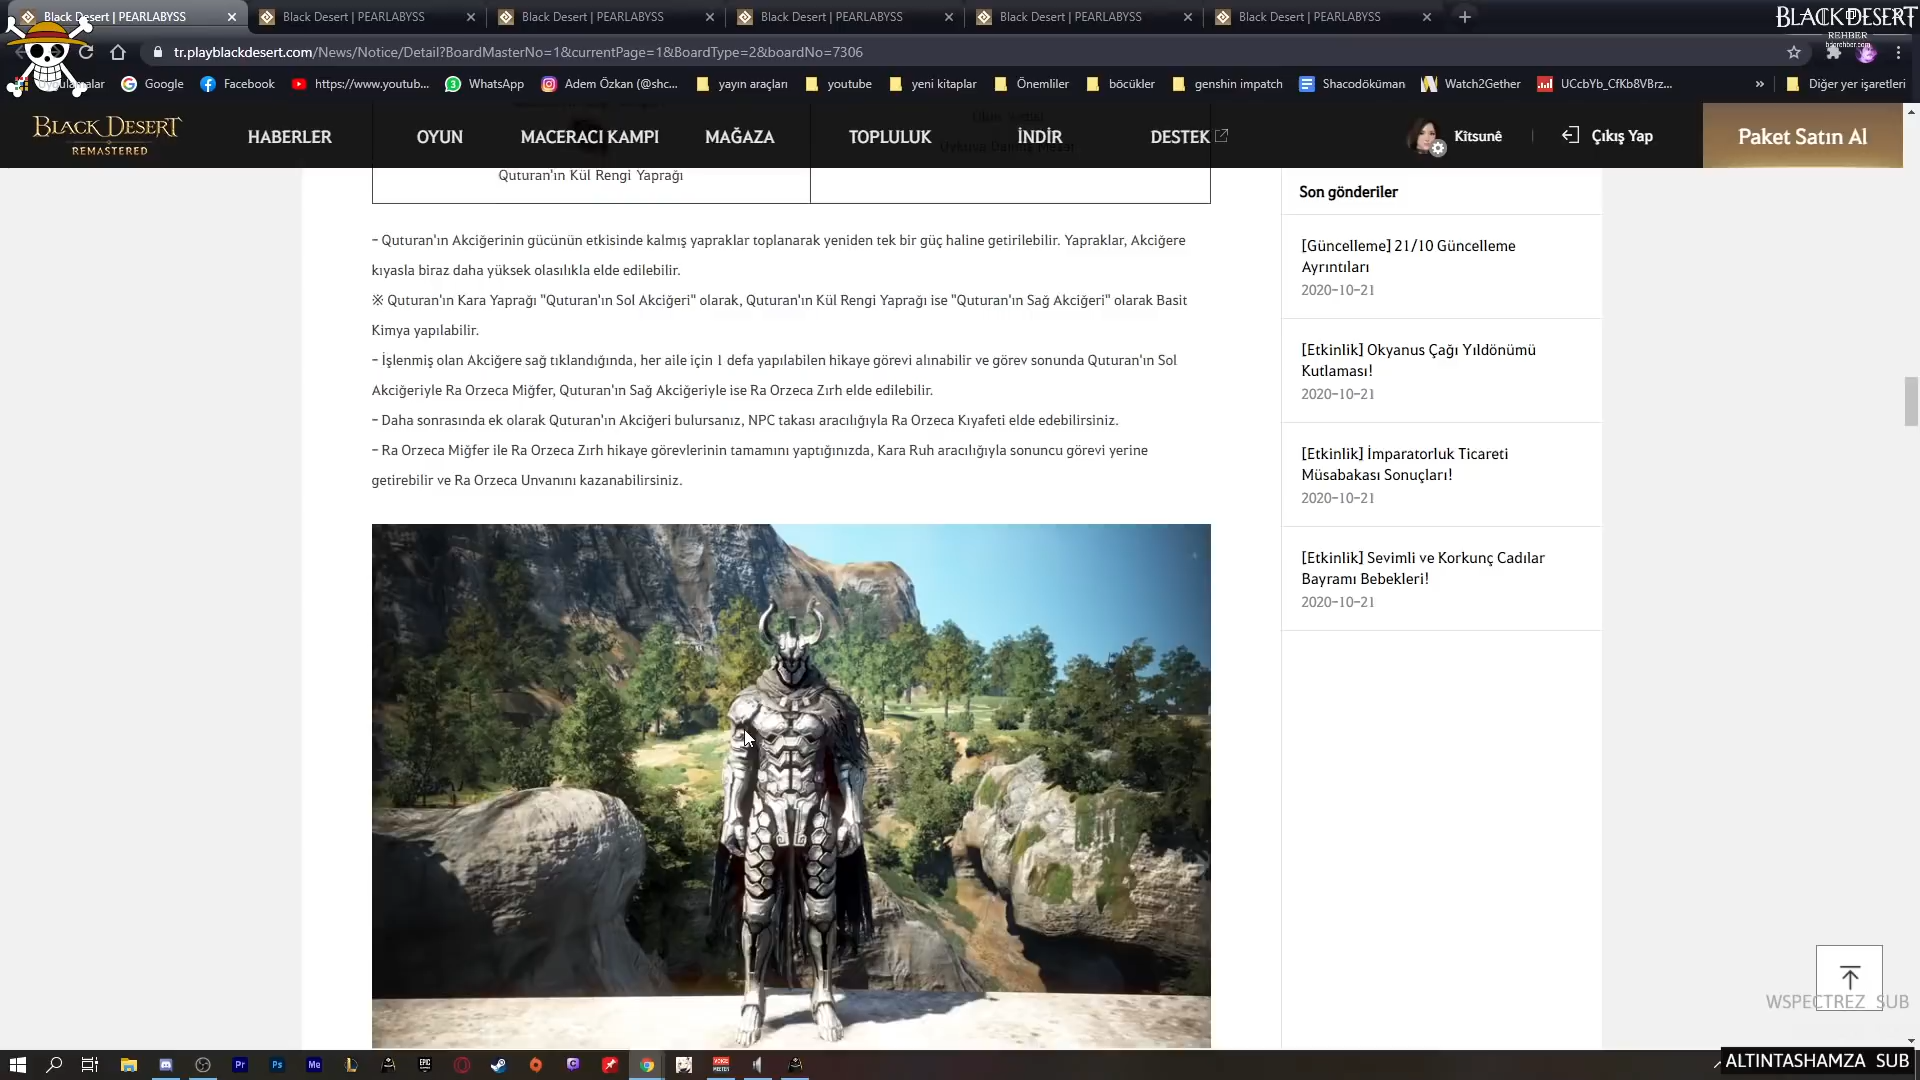 Black Desert | PEARLABYSS
Black Desert | PEARLABYSS
Black Desert | PEARLABYSS
Black Desert | PEARLABYSS
Black Desert | PEARLABYSS
Black Desert | PEARLABYSS
BLACK DESERT
REHBER
tr.playblackdesert.com/News/Notice/Detail?BoardMasterNo=1&currentPage=1&BoardType=2&boardNo=7306
Google
Facebook
https://www.youtub...
WhatsApp
Adem Özkan (@shc...
yayın araçları
youtube
yeni kitaplar
Önemliler
böcükler
genshin impatch
Shacodöküman
Watch2Gether
UCcbYb_CfKb8VBrz...
»
Diğer yer işaretleri
BLACK DESERT
REMASTERED
HABERLER
OYUN
MACERACI KAMPI
MAĞAZA
TOPLULUK
İNDİR
DESTEK
Kitsunê
Çıkış Yap
Paket Satın Al
Quturan'ın Kül Rengi Yaprağı
- Quturan'ın Akciğerinin gücünün etkisinde kalmış yapraklar toplanarak yeniden tek bir güç haline getirilebilir. Yapraklar, Akciğere
kıyasla biraz daha yüksek olasılıkla elde edilebilir.
※ Quturan'ın Kara Yaprağı "Quturan'ın Sol Akciğeri" olarak, Quturan'ın Kül Rengi Yaprağı ise "Quturan'ın Sağ Akciğeri" olarak Basit
Kimya yapılabilir.
- İşlenmiş olan Akciğere sağ tıklandığında, her aile için 1 defa yapılabilen hikaye görevi alınabilir ve görev sonunda Quturan'ın Sol
Akciğeriyle Ra Orzeca Miğfer, Quturan'ın Sağ Akciğeriyle ise Ra Orzeca Zırh elde edilebilir.
- Daha sonrasında ek olarak Quturan'ın Akciğeri bulursanız, NPC takası aracılığıyla Ra Orzeca Kıyafeti elde edebilirsiniz.
- Ra Orzeca Miğfer ile Ra Orzeca Zırh hikaye görevlerinin tamamını yaptığınızda, Kara Ruh aracılığıyla sonuncu görevi yerine
getirebilir ve Ra Orzeca Unvanını kazanabilirsiniz.
Son gönderiler
[Güncelleme] 21/10 Güncelleme
Ayrıntıları
2020-10-21
[Etkinlik] Okyanus Çağı Yıldönümü
Kutlaması!
2020-10-21
[Etkinlik] İmparatorluk Ticareti
Müsabakası Sonuçları!
2020-10-21
[Etkinlik] Sevimli ve Korkunç Cadılar
Bayramı Bebekleri!
2020-10-21
WSPECTREZ SUB
Pr
Ps
Me
EPIC
ALTINTASHAMZA SUB